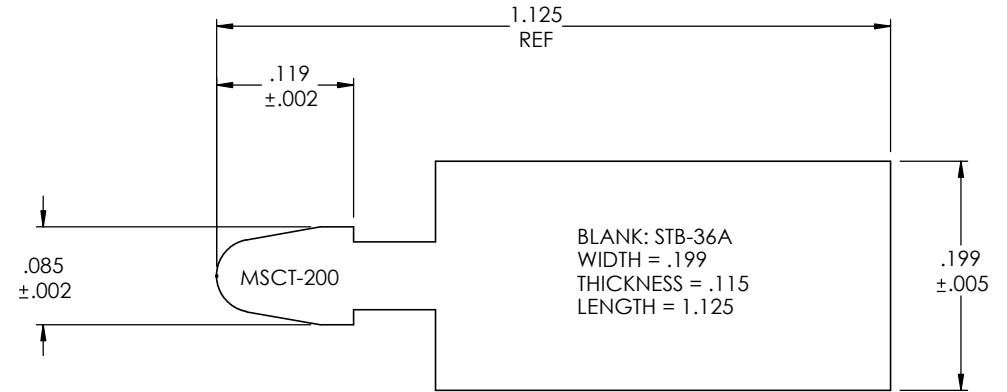 1.125
REF
.119
±.002
.085
±.002
MSCT-200
BLANK: STB-36A
WIDTH = .199
THICKNESS = .115
LENGTH = 1.125
.199
±.005